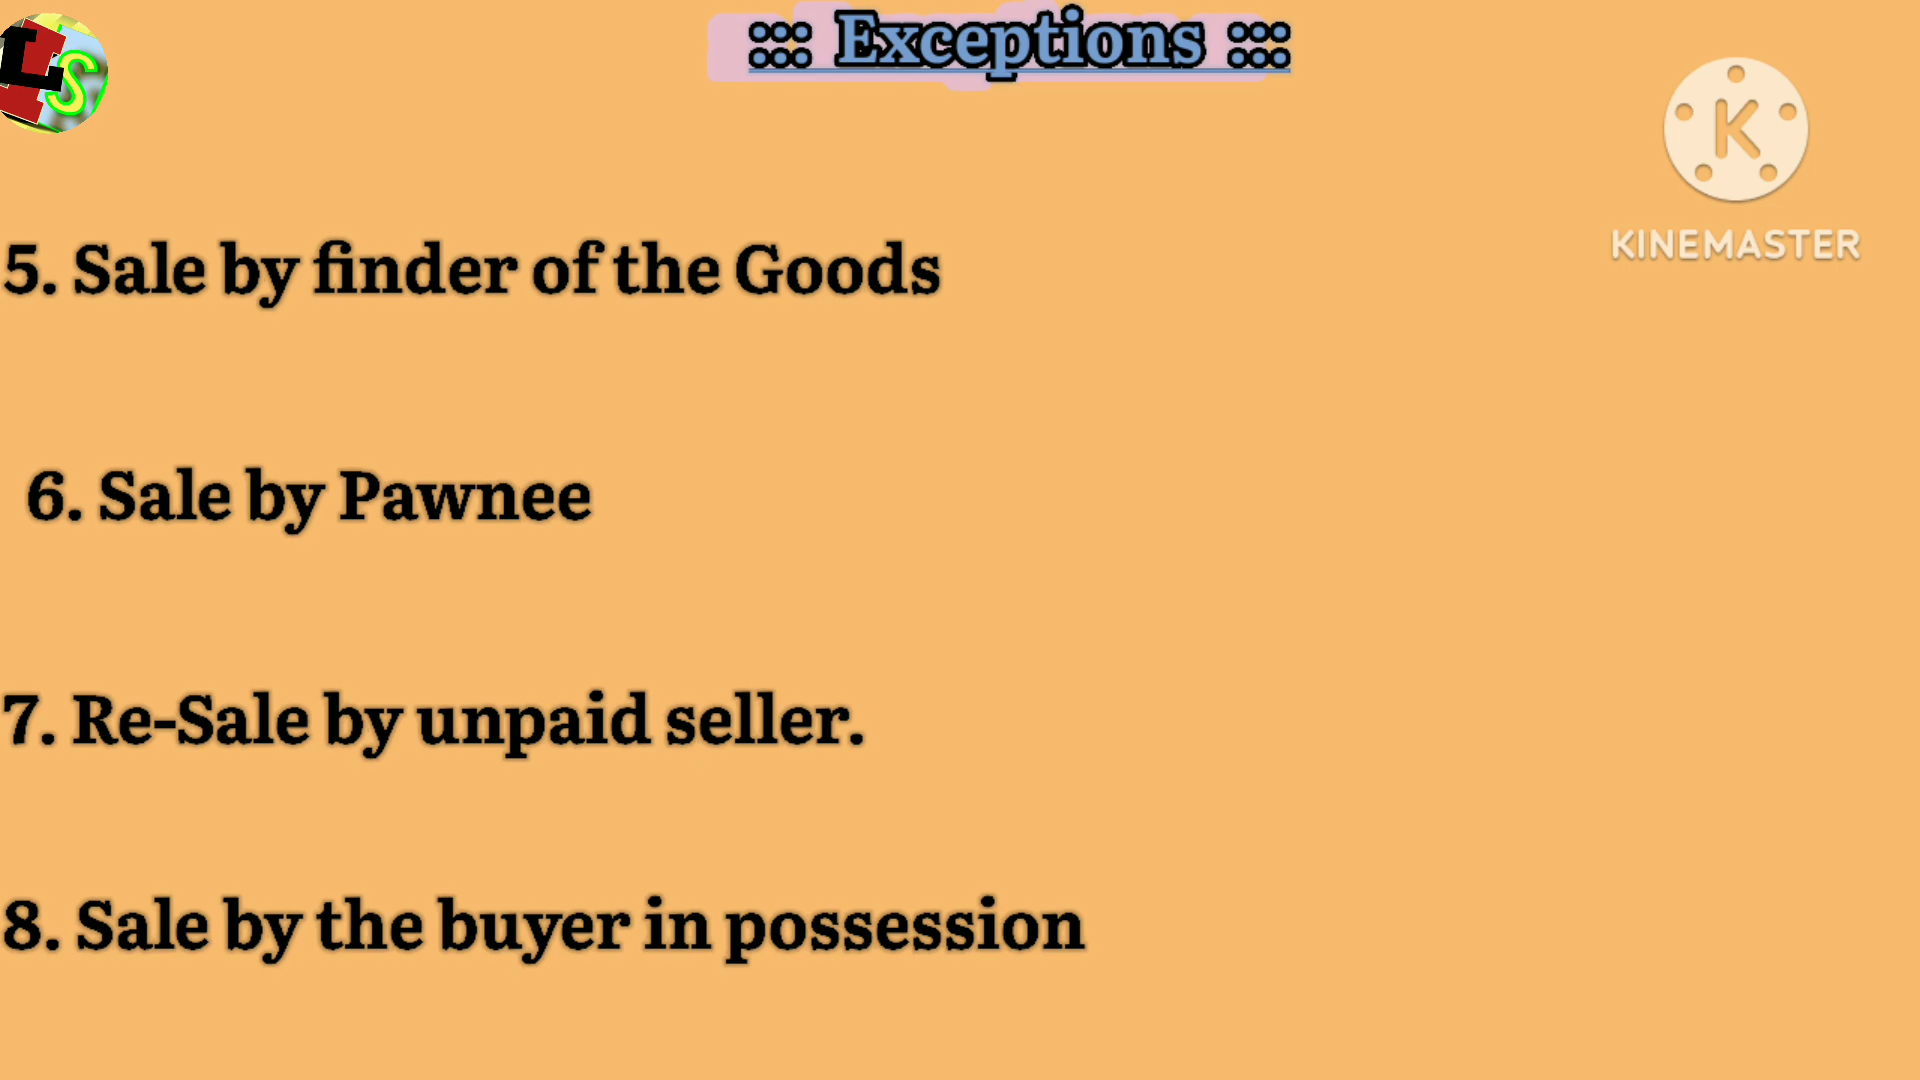 ::: Exceptions :::
LS
K
KINEMASTER
5. Sale by finder of the Goods
6. Sale by Pawnee
7. Re-Sale by unpaid seller.
8. Sale by the buyer in possession